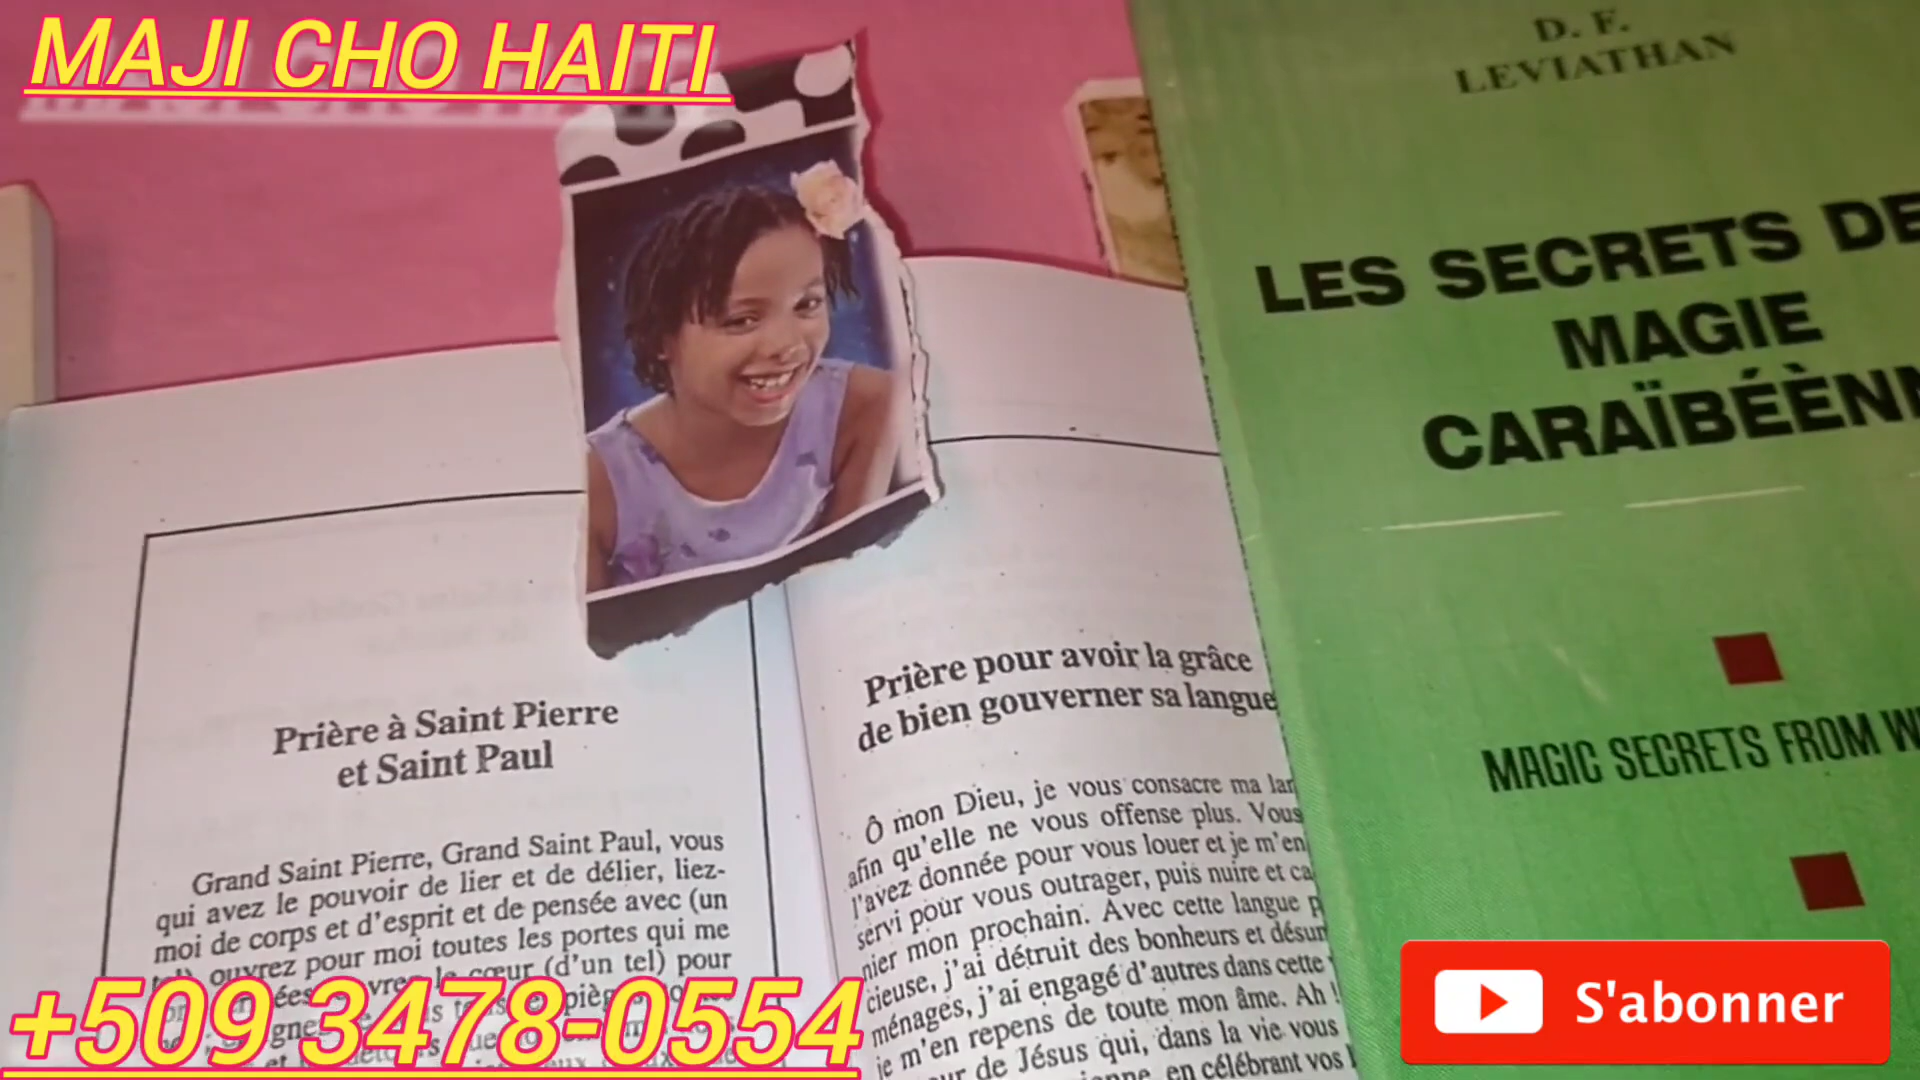 MAJI CHO HAITI
D. F.
LEVIATHAN
LES SECRETS DE
MAGIE
CARAÏBÉÈN
MAGIC SECRETS FROM W
Prière à Saint Pierre
et Saint Paul
Grand Saint Pierre, Grand Saint Paul, vous
qui avez le pouvoir de lier et de délier, liez-
moi de corps et d'esprit et de pensée avec (un
tel), ouvrez pour moi toutes les portes qui me
le cœur (d'un tel) pour
Prière pour avoir la grâce
de bien gouverner sa langue
Ô mon Dieu, je vous consacre ma lan
afin qu'elle ne vous offense plus. Vous
l'avez donnée pour vous louer et je m'en
servi pour vous outrager, puis nuire et ca
nier mon prochain. Avec cette langue p
cieuse, j'ai détruit des bonheurs et désun
ménages, j'ai engagé d'autres dans cette
je m'en repens de toute mon âme. Ah !
de Jésus qui, dans la vie vous
en célébrant vos
+509 3478-0554
S'abonner